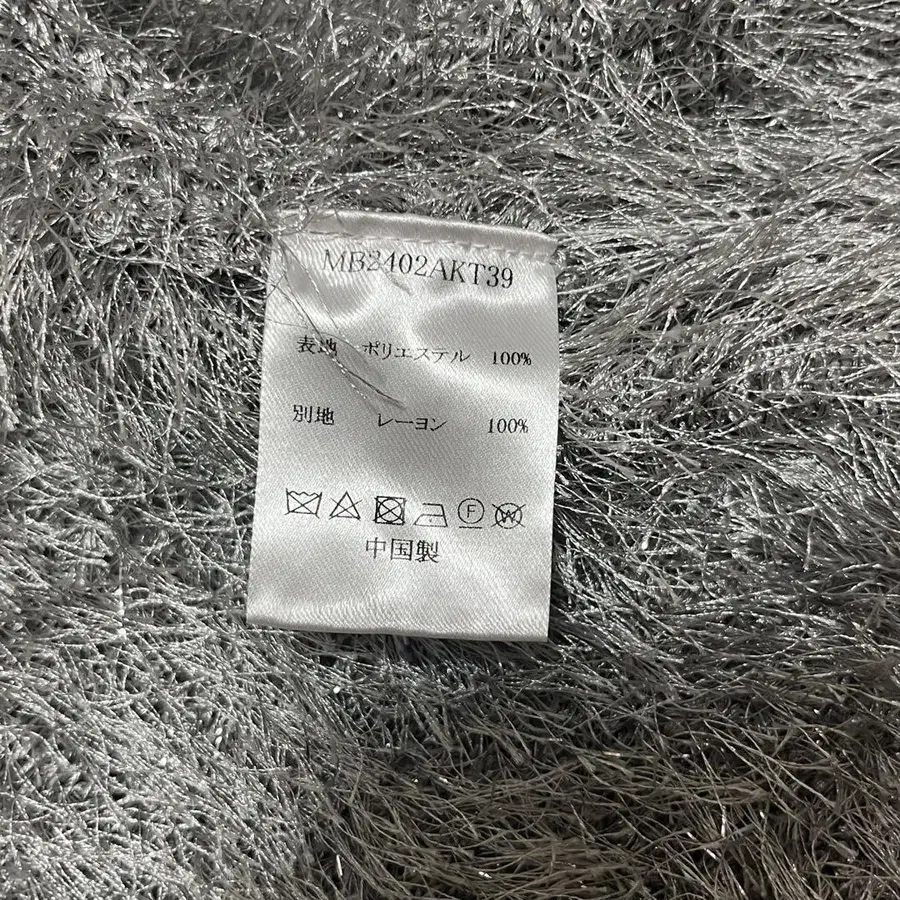 MB2402AKT39
表地 ポリエステル 100%
別地 レーヨン 100%
F W
中国製